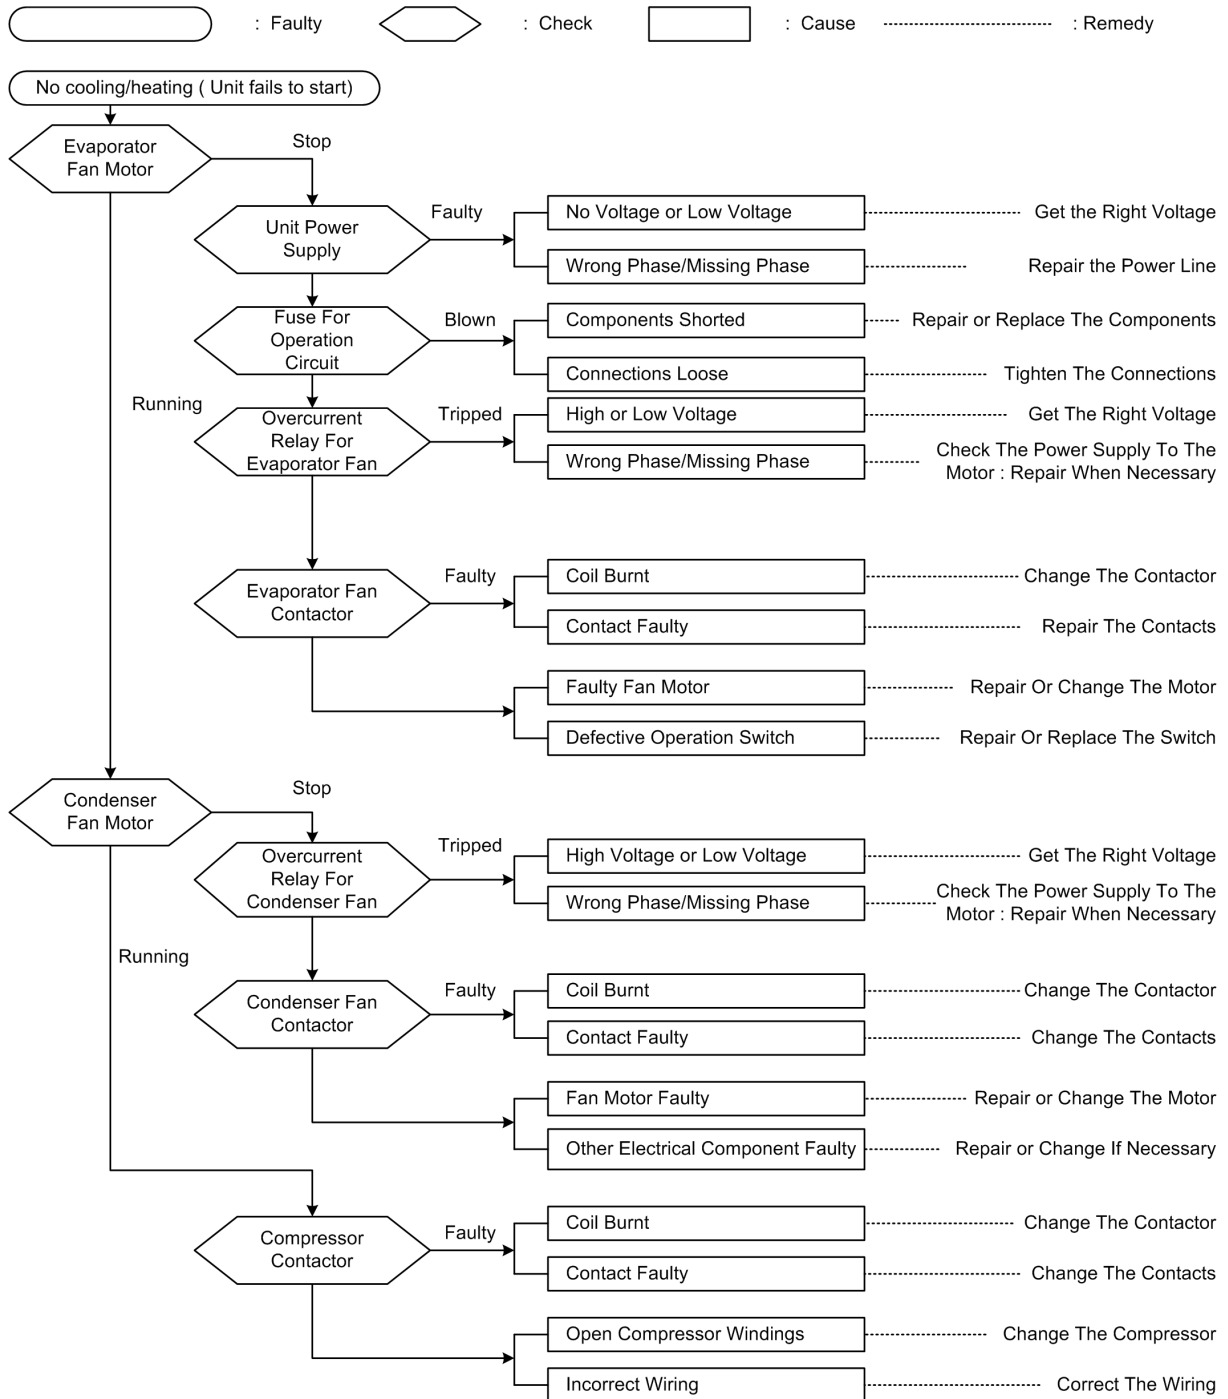 : Faulty
: Check
: Cause
: Remedy
No cooling/heating ( Unit fails to start)
Evaporator
Fan Motor
Stop
Unit Power
Supply
Faulty
No Voltage or Low Voltage
Get the Right Voltage
Wrong Phase/Missing Phase
Repair the Power Line
Fuse For
Operation
Circuit
Blown
Components Shorted
Repair or Replace The Components
Connections Loose
Tighten The Connections
Running
Overcurrent
Relay For
Evaporator Fan
Tripped
High or Low Voltage
Get The Right Voltage
Wrong Phase/Missing Phase
Check The Power Supply To The
Motor : Repair When Necessary
Evaporator Fan
Contactor
Faulty
Coil Burnt
Change The Contactor
Contact Faulty
Repair The Contacts
Faulty Fan Motor
Repair Or Change The Motor
Defective Operation Switch
Repair Or Replace The Switch
Condenser
Fan Motor
Stop
Overcurrent
Relay For
Condenser Fan
Tripped
High Voltage or Low Voltage
Get The Right Voltage
Wrong Phase/Missing Phase
Check The Power Supply To The
Motor : Repair When Necessary
Running
Condenser Fan
Contactor
Faulty
Coil Burnt
Change The Contactor
Contact Faulty
Change The Contacts
Fan Motor Faulty
Repair or Change The Motor
Other Electrical Component Faulty
Repair or Change If Necessary
Compressor
Contactor
Faulty
Coil Burnt
Change The Contactor
Contact Faulty
Change The Contacts
Open Compressor Windings
Change The Compressor
Incorrect Wiring
Correct The Wiring